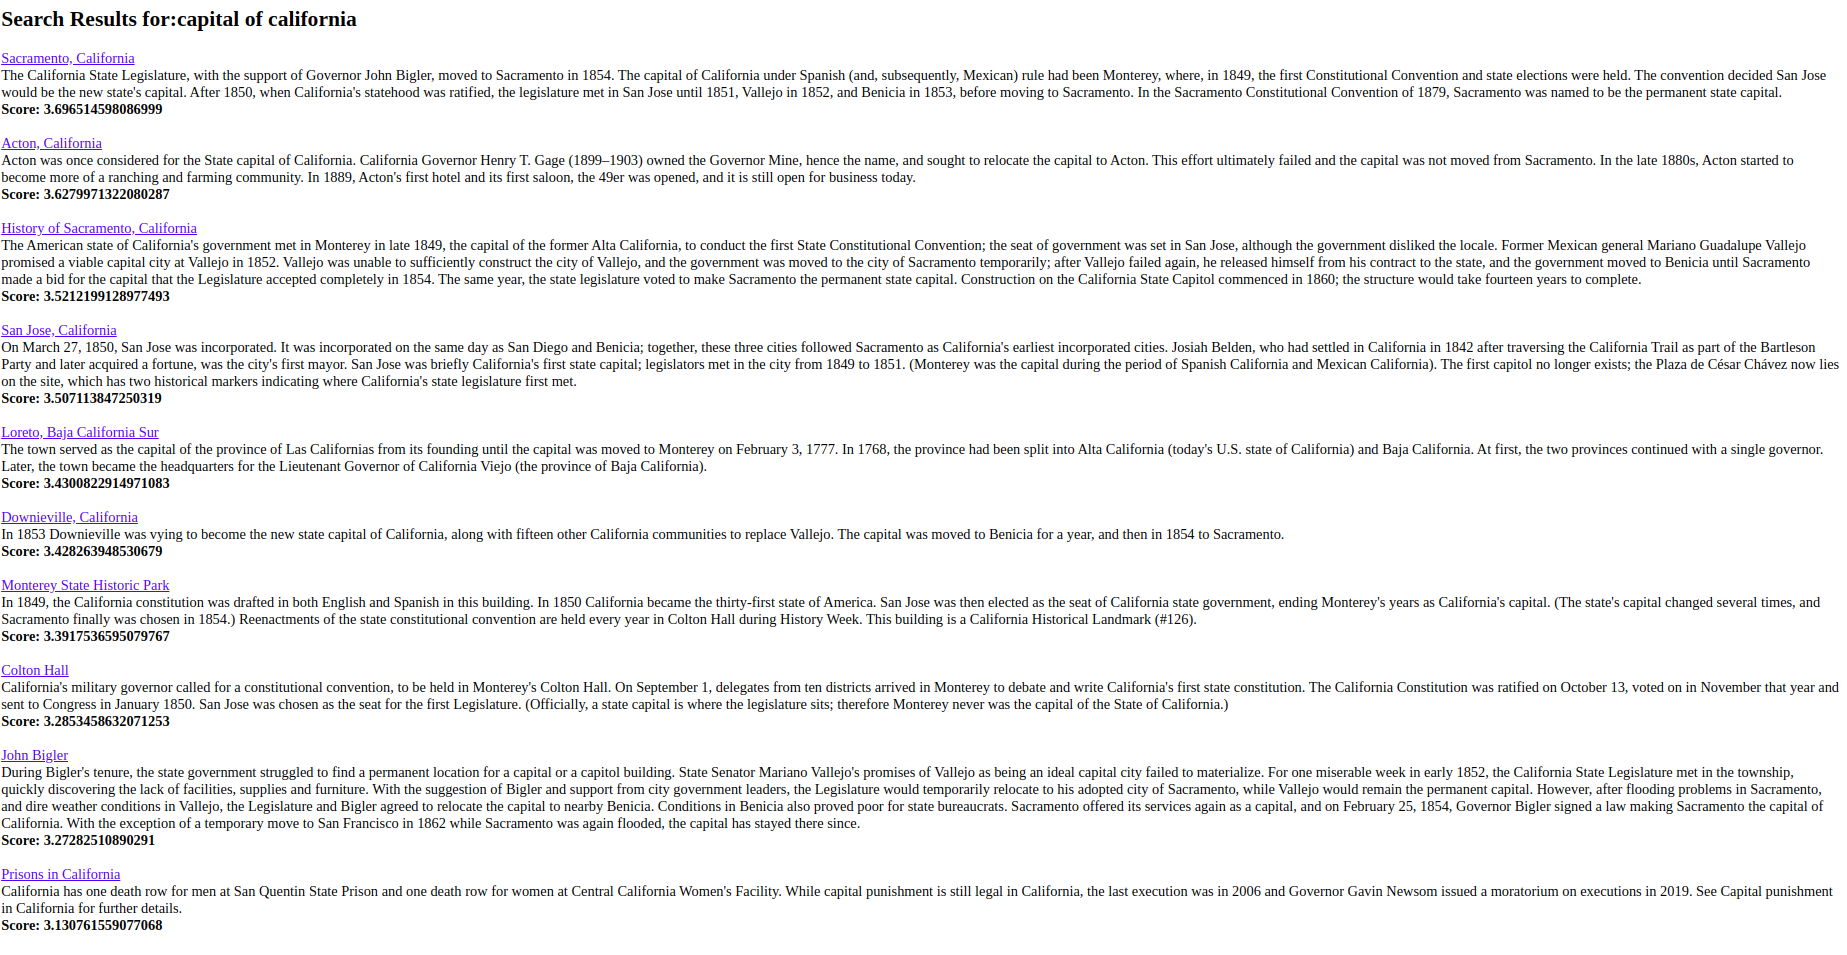 Search Results for:capital of california
Sacramento, California
The California State Legislature, with the support of Governor John Bigler, moved to Sacramento in 1854. The capital of California under Spanish (and, subsequently, Mexican) rule had been Monterey, where, in 1849, the first Constitutional Convention and state elections were held. The convention decided San Jose
would be the new state's capital. After 1850, when California's statehood was ratified, the legislature met in San Jose until 1851, Vallejo in 1852, and Benicia in 1853, before moving to Sacramento. In the Sacramento Constitutional Convention of 1879, Sacramento was named to be the permanent state capital.
Score: 3.696514598086999
Acton, California
Acton was once considered for the State capital of California. California Governor Henry T. Gage (1899–1903) owned the Governor Mine, hence the name, and sought to relocate the capital to Acton. This effort ultimately failed and the capital was not moved from Sacramento. In the late 1880s, Acton started to
become more of a ranching and farming community. In 1889, Acton's first hotel and its first saloon, the 49er was opened, and it is still open for business today.
Score: 3.6279971322080287
History of Sacramento, California
The American state of California's government met in Monterey in late 1849, the capital of the former Alta California, to conduct the first State Constitutional Convention; the seat of government was set in San Jose, although the government disliked the locale. Former Mexican general Mariano Guadalupe Vallejo
promised a viable capital city at Vallejo in 1852. Vallejo was unable to sufficiently construct the city of Vallejo, and the government was moved to the city of Sacramento temporarily; after Vallejo failed again, he released himself from his contract to the state, and the government moved to Benicia until Sacramento
made a bid for the capital that the Legislature accepted completely in 1854. The same year, the state legislature voted to make Sacramento the permanent state capital. Construction on the California State Capitol commenced in 1860; the structure would take fourteen years to complete.
Score: 3.5212199128977493
San Jose, California
On March 27, 1850, San Jose was incorporated. It was incorporated on the same day as San Diego and Benicia; together, these three cities followed Sacramento as California's earliest incorporated cities. Josiah Belden, who had settled in California in 1842 after traversing the California Trail as part of the Bartleson
Party and later acquired a fortune, was the city's first mayor. San Jose was briefly California's first state capital; legislators met in the city from 1849 to 1851. (Monterey was the capital during the period of Spanish California and Mexican California). The first capitol no longer exists; the Plaza de César Chávez now lies
on the site, which has two historical markers indicating where California's state legislature first met.
Score: 3.507113847250319
Loreto, Baja California Sur
The town served as the capital of the province of Las Californias from its founding until the capital was moved to Monterey on February 3, 1777. In 1768, the province had been split into Alta California (today's U.S. state of California) and Baja California. At first, the two provinces continued with a single governor.
Later, the town became the headquarters for the Lieutenant Governor of California Viejo (the province of Baja California).
Score: 3.4300822914971083
Downieville, California
In 1853 Downieville was vying to become the new state capital of California, along with fifteen other California communities to replace Vallejo. The capital was moved to Benicia for a year, and then in 1854 to Sacramento.
Score: 3.428263948530679
Monterey State Historic Park
In 1849, the California constitution was drafted in both English and Spanish in this building. In 1850 California became the thirty-first state of America. San Jose was then elected as the seat of California state government, ending Monterey's years as California's capital. (The state's capital changed several times, and
Sacramento finally was chosen in 1854.) Reenactments of the state constitutional convention are held every year in Colton Hall during History Week. This building is a California Historical Landmark (#126).
Score: 3.3917536595079767
Colton Hall
California's military governor called for a constitutional convention, to be held in Monterey's Colton Hall. On September 1, delegates from ten districts arrived in Monterey to debate and write California's first state constitution. The California Constitution was ratified on October 13, voted on in November that year and
sent to Congress in January 1850. San Jose was chosen as the seat for the first Legislature. (Officially, a state capital is where the legislature sits; therefore Monterey never was the capital of the State of California.)
Score: 3.2853458632071253
John Bigler
During Bigler's tenure, the state government struggled to find a permanent location for a capital or a capitol building. State Senator Mariano Vallejo's promises of Vallejo as being an ideal capital city failed to materialize. For one miserable week in early 1852, the California State Legislature met in the township,
quickly discovering the lack of facilities, supplies and furniture. With the suggestion of Bigler and support from city government leaders, the Legislature would temporarily relocate to his adopted city of Sacramento, while Vallejo would remain the permanent capital. However, after flooding problems in Sacramento,
and dire weather conditions in Vallejo, the Legislature and Bigler agreed to relocate the capital to nearby Benicia. Conditions in Benicia also proved poor for state bureaucrats. Sacramento offered its services again as a capital, and on February 25, 1854, Governor Bigler signed a law making Sacramento the capital of
California. With the exception of a temporary move to San Francisco in 1862 while Sacramento was again flooded, the capital has stayed there since.
Score: 3.27282510890291
Prisons in California
California has one death row for men at San Quentin State Prison and one death row for women at Central California Women's Facility. While capital punishment is still legal in California, the last execution was in 2006 and Governor Gavin Newsom issued a moratorium on executions in 2019. See Capital punishment
in California for further details.
Score: 3.130761559077068